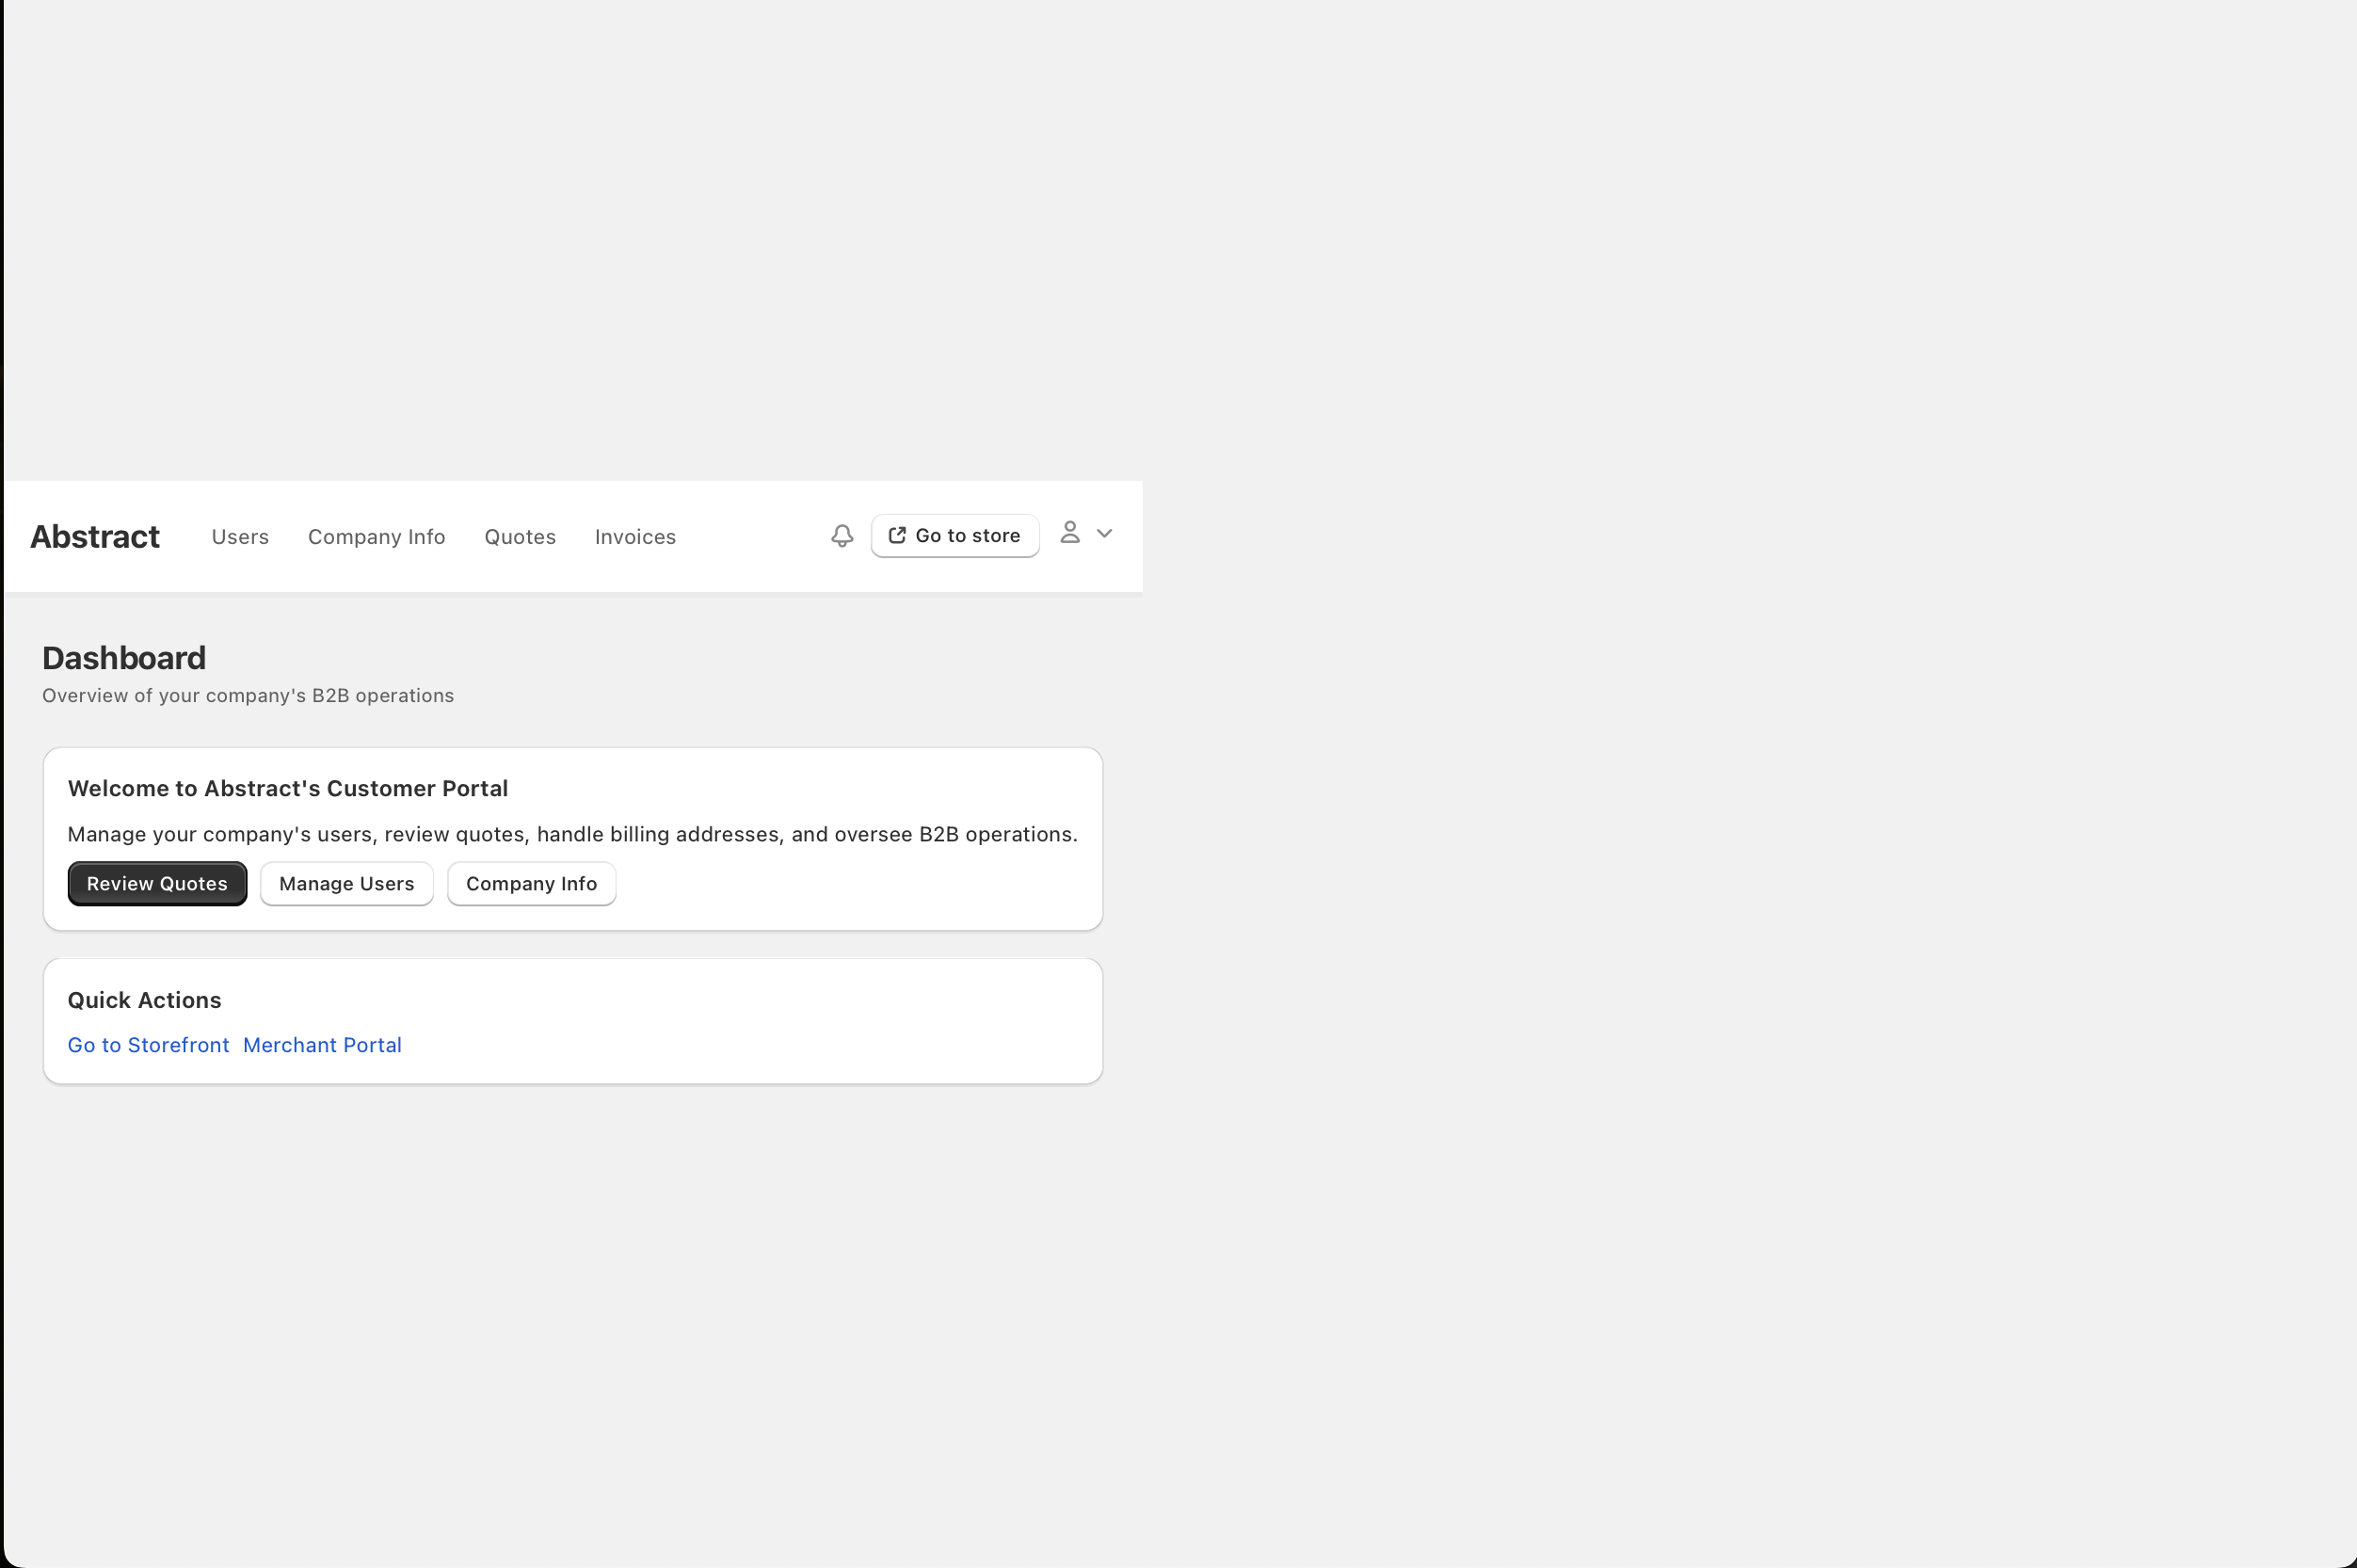 Abstract Users Company Info Quotes Invoices Go to store
Dashboard
Overview of your company's B2B operations
Welcome to Abstract's Customer Portal
Manage your company's users, review quotes, handle billing addresses, and oversee B2B operations.
Review Quotes Manage Users Company Info
Quick Actions
Go to Storefront Merchant Portal